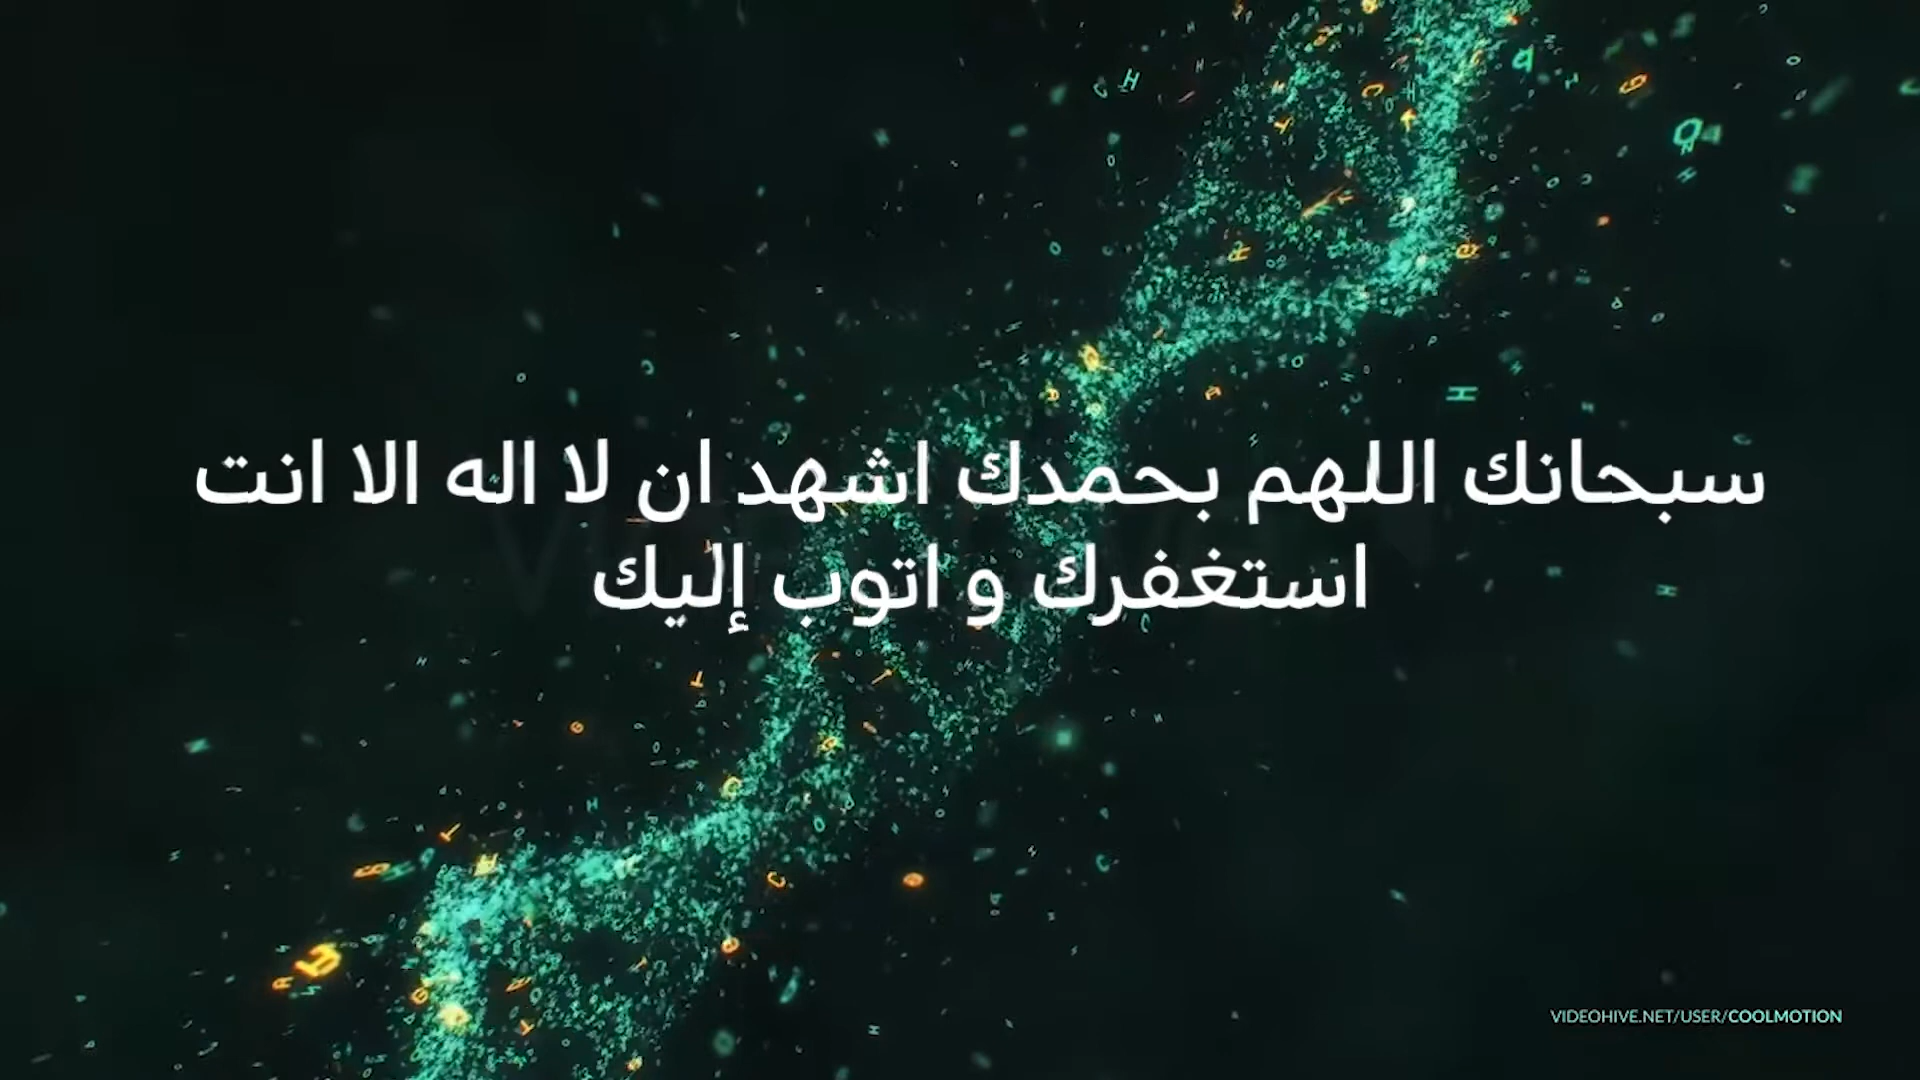 سبحانك اللهم بحمدك اشهد ان لا اله الا انت
استغفرك و اتوب إليك
VIDEOHIVE.NET/USER/COOLMOTION